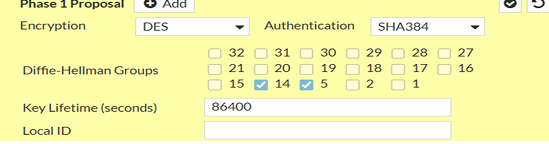 Phase 1 Proposal Add
Encryption DES Authentication SHA384
32 31 30 29 28 27
Diffie-Hellman Groups 21 20 19 18 17 16
15 14 5 2 1
Key Lifetime (seconds) 86400
Local ID